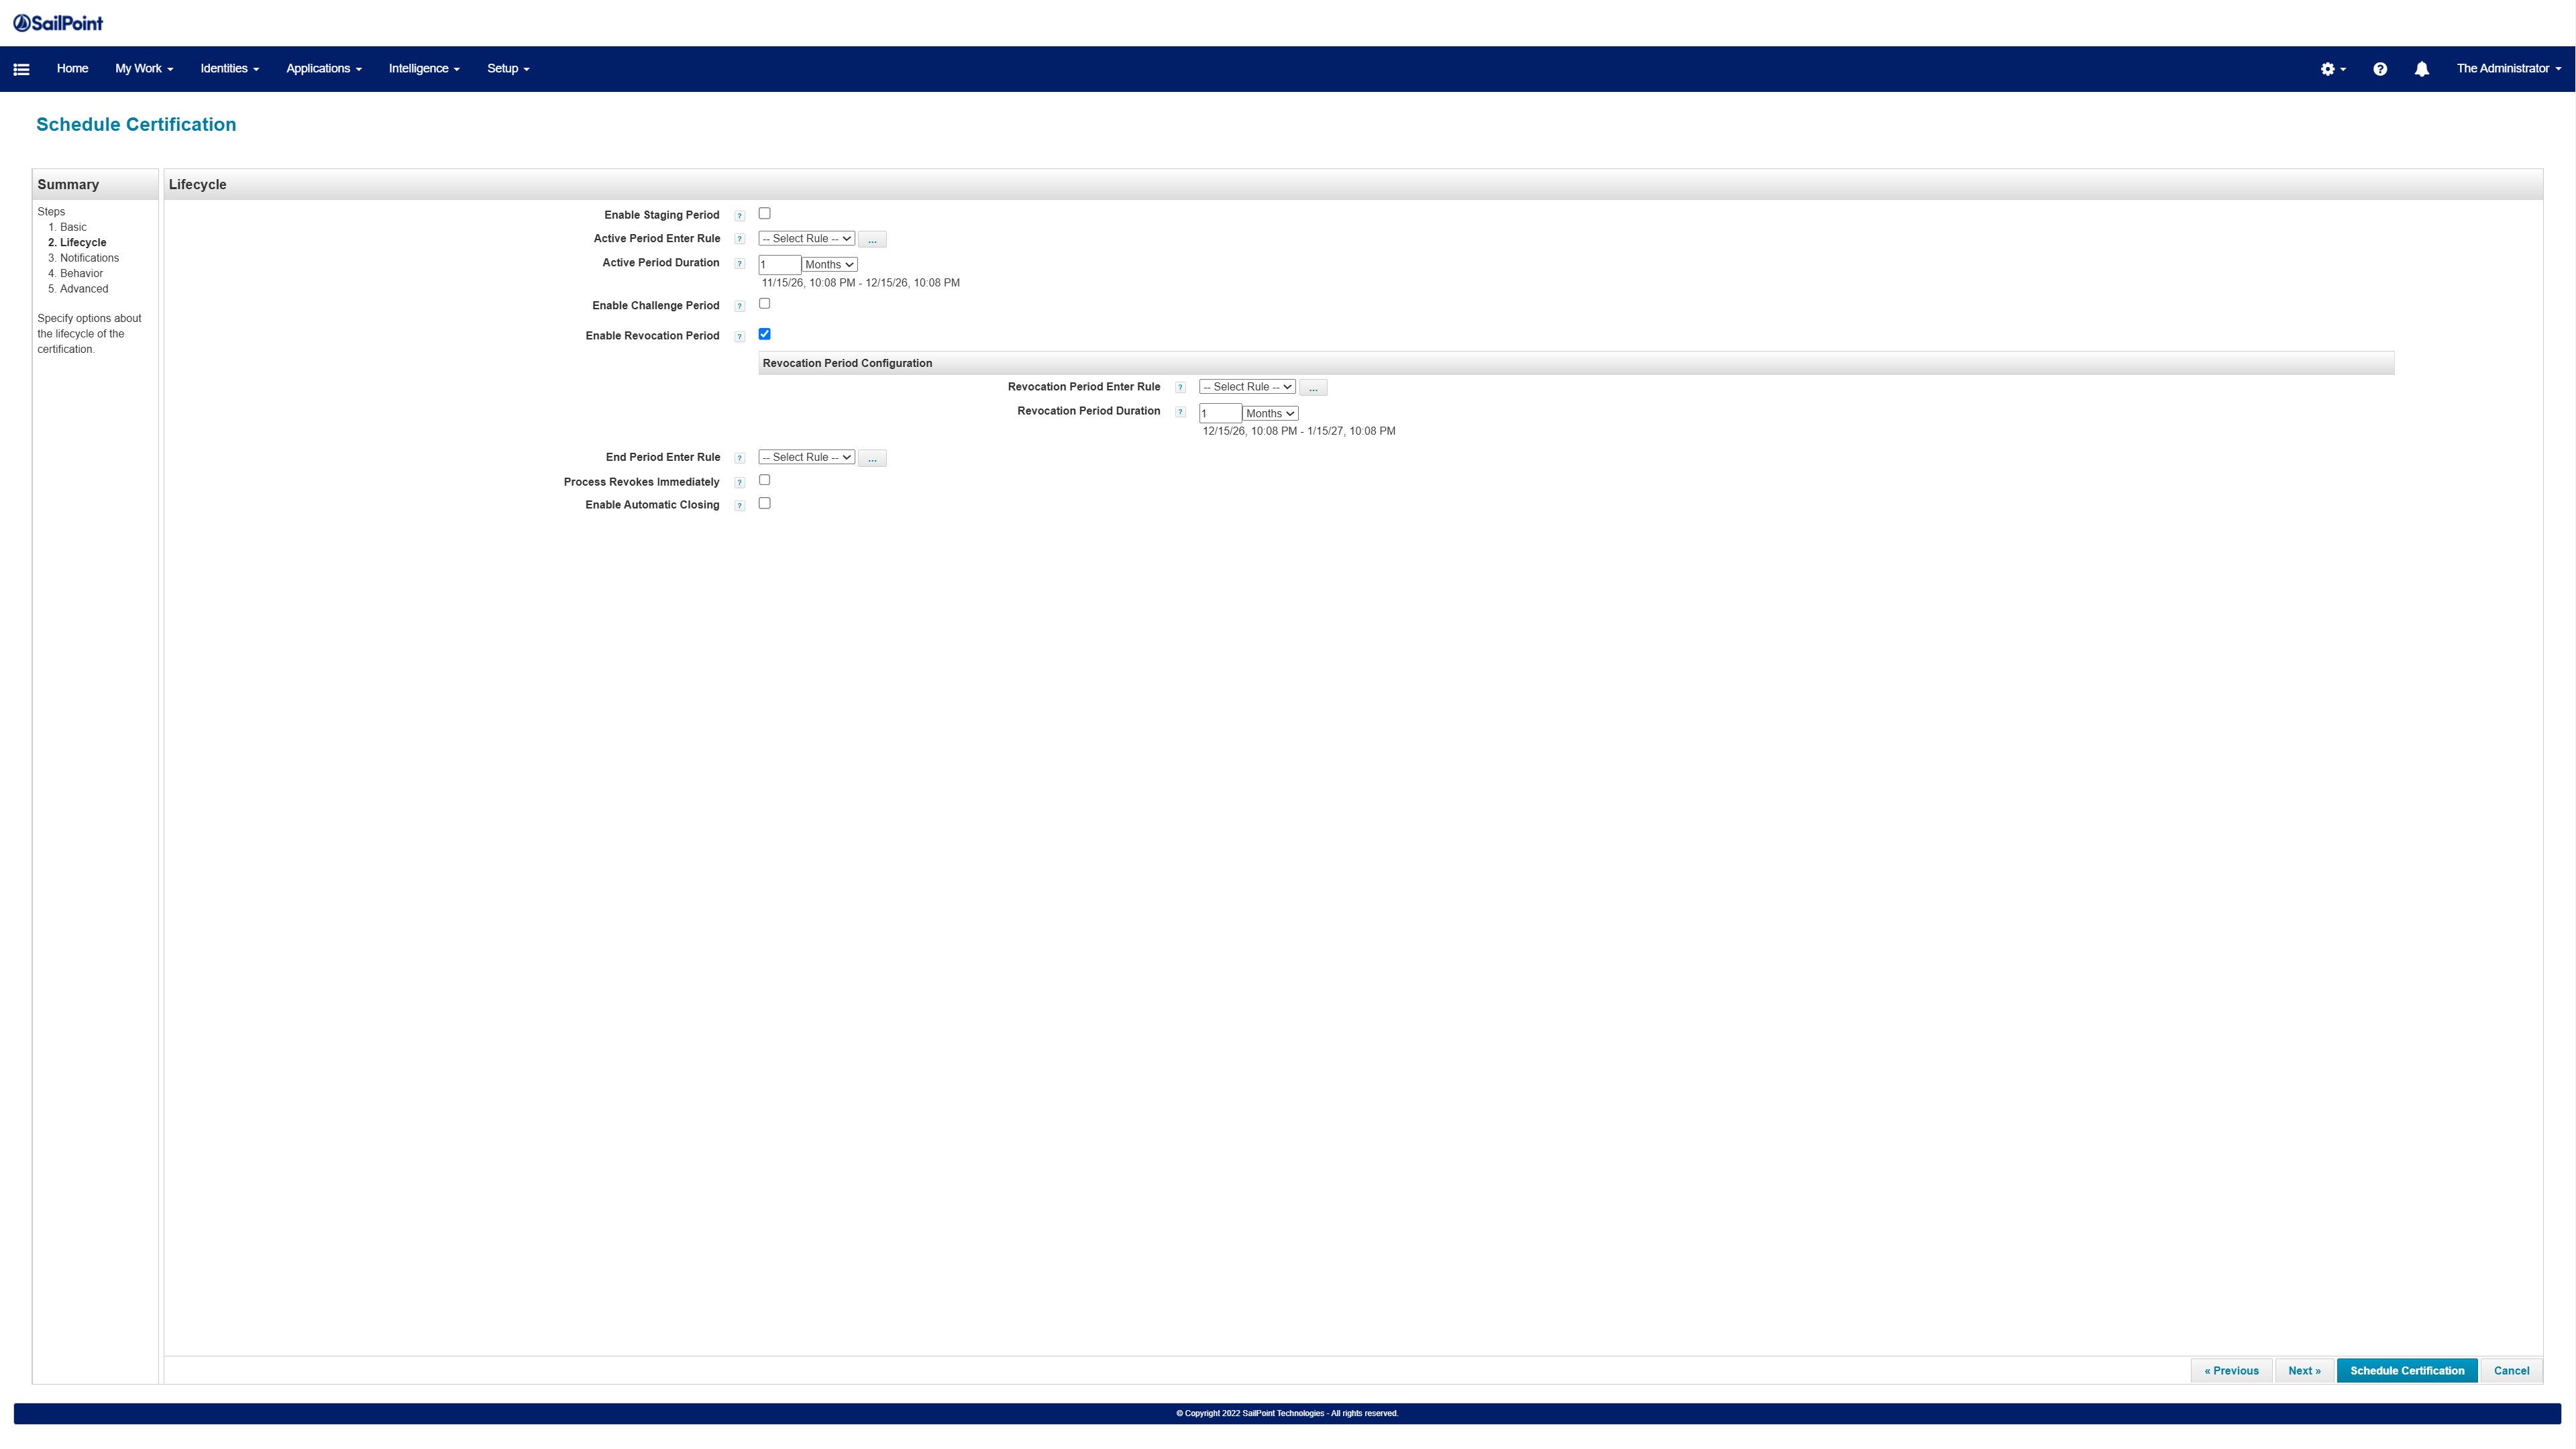 SailPoint
Home My Work Identities Applications Intelligence Setup The Administrator
Schedule Certification
Summary
Steps
1. Basic
2. Lifecycle
3. Notifications
4. Behavior
5. Advanced
Specify options about
the lifecycle of the
certification.
Lifecycle
Enable Staging Period ?
Active Period Enter Rule ? -- Select Rule -- ...
Active Period Duration ? 1 Months
11/15/26, 10:08 PM - 12/15/26, 10:08 PM
Enable Challenge Period ?
Enable Revocation Period ?
Revocation Period Configuration
Revocation Period Enter Rule ? -- Select Rule -- ...
Revocation Period Duration ? 1 Months
12/15/26, 10:08 PM - 1/15/27, 10:08 PM
End Period Enter Rule ? -- Select Rule -- ...
Process Revokes Immediately ?
Enable Automatic Closing ?
« Previous Next » Schedule Certification Cancel
© Copyright 2022 SailPoint Technologies - All rights reserved.